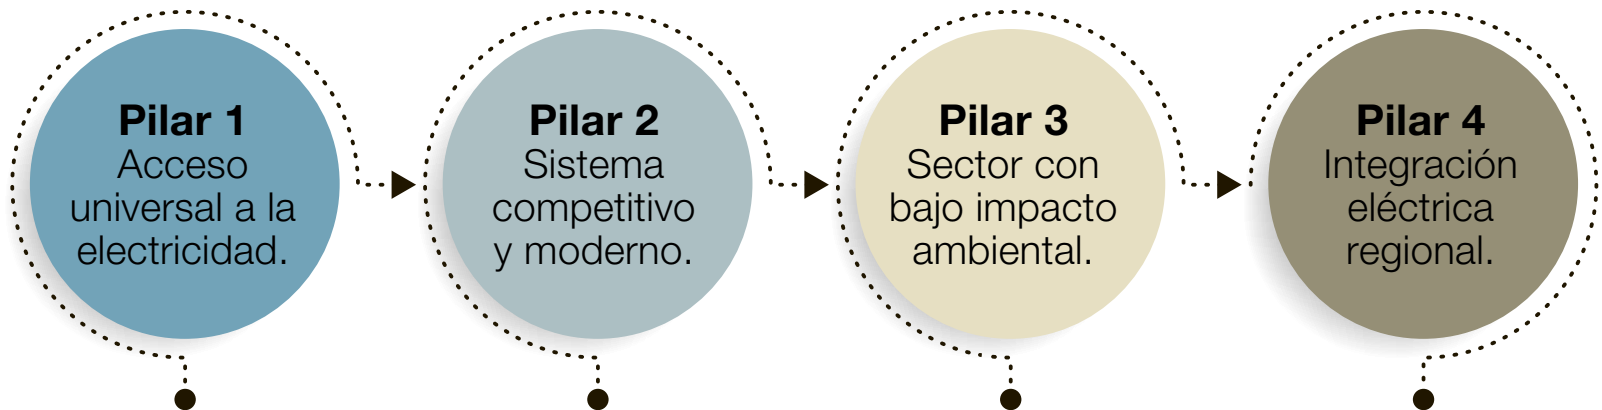 Pilar 1
Acceso
universal a la
electricidad.
Pilar 2
Sistema
competitivo
y moderno.
Pilar 3
Sector con
bajo impacto
ambiental.
Pilar 4
Integración
eléctrica
regional.